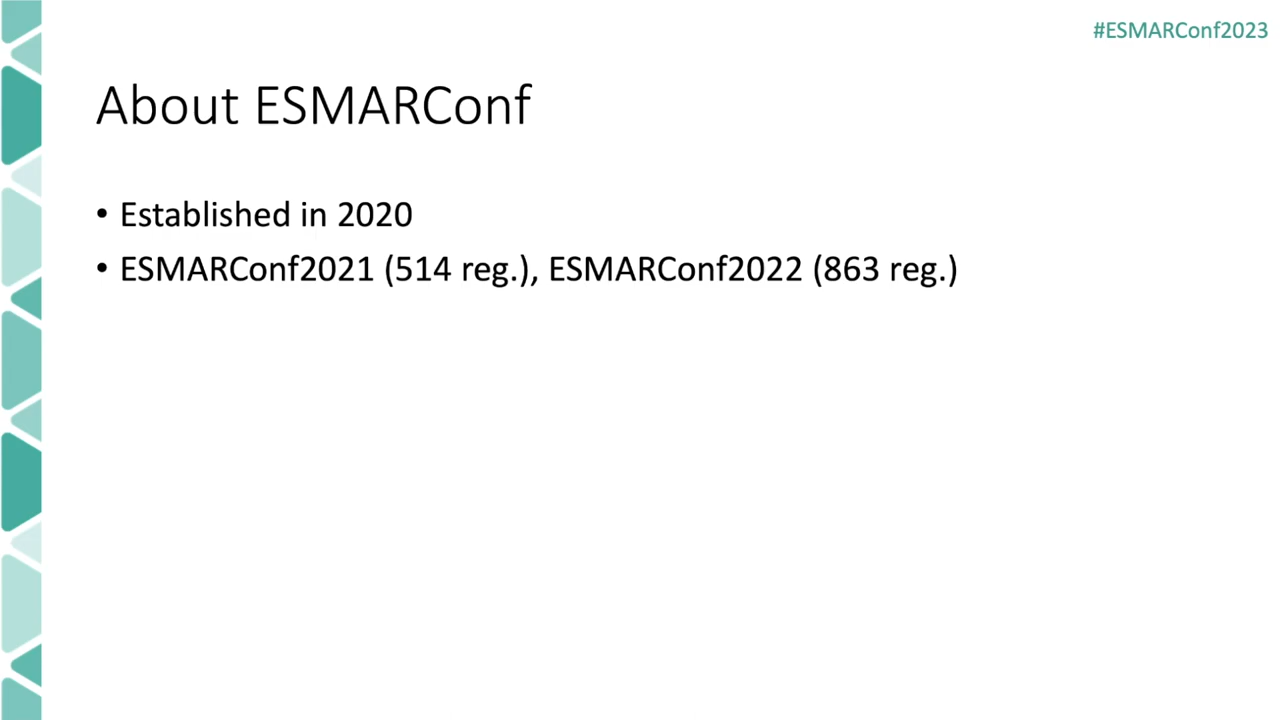 #ESMARConf2023
About ESMARConf
• Established in 2020
• ESMARConf2021 (514 reg.), ESMARConf2022 (863 reg.)